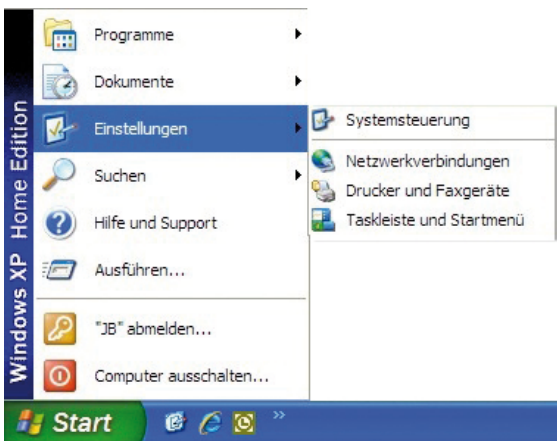 Programme
Dokumente
Einstellungen
Suchen
Hilfe und Support
Ausführen...
"JB" abmelden...
Computer ausschalten...
Systemsteuerung
Netzwerkverbindungen
Drucker und Faxgeräte
Taskleiste und Startmenü
Windows XP Home Edition
Start